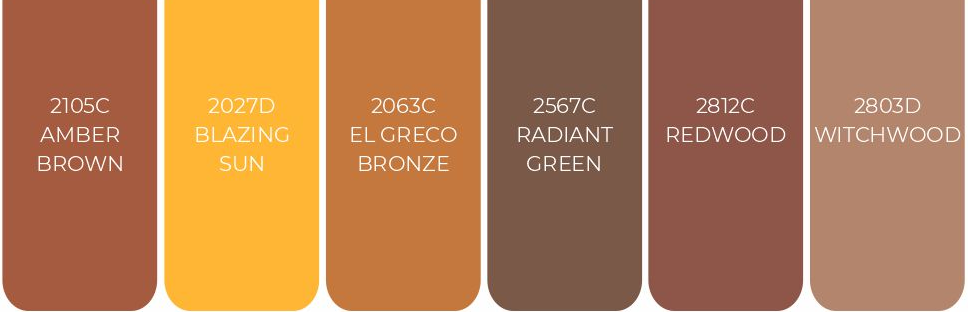 2105C
AMBER
BROWN
2027D
BLAZING
SUN
2063C
EL GRECO
BRONZE
2567C
RADIANT
GREEN
2812C
REDWOOD
2803D
WITCHWOOD